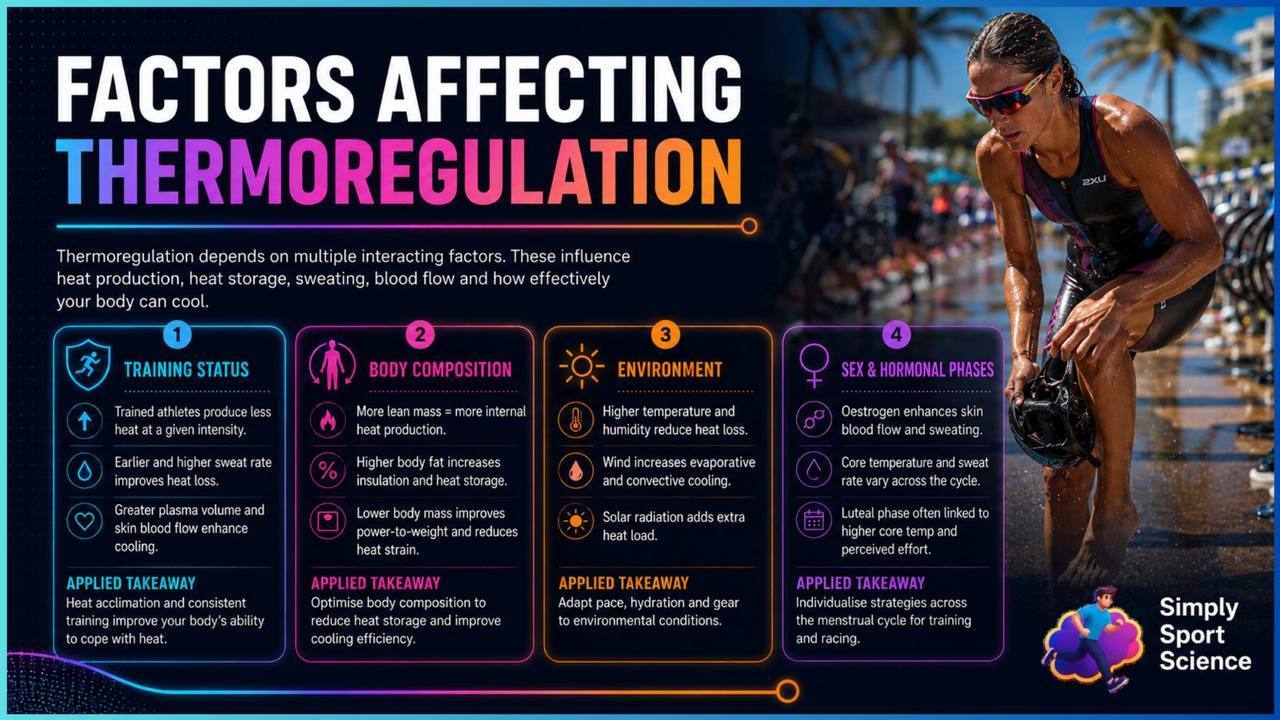 FACTORS AFFECTING
THERMOREGULATION
Thermoregulation depends on multiple interacting factors. These influence
heat production, heat storage, sweating, blood flow and how effectively
your body can cool.
1
TRAINING STATUS
Trained athletes produce less
heat at a given intensity.
Earlier and higher sweat rate
improves heat loss.
Greater plasma volume and
skin blood flow enhance
cooling.
APPLIED TAKEAWAY
Heat acclimation and consistent
training improve your body's ability
to cope with heat.
2
BODY COMPOSITION
More lean mass = more internal
heat production.
%
Higher body fat increases
insulation and heat storage.
Lower body mass improves
power-to-weight and reduces
heat strain.
APPLIED TAKEAWAY
Optimise body composition to
reduce heat storage and improve
cooling efficiency.
3
ENVIRONMENT
Higher temperature and
humidity reduce heat loss.
Wind increases evaporative
and convective cooling.
Solar radiation adds extra
heat load.
APPLIED TAKEAWAY
Adapt pace, hydration and gear
to environmental conditions.
4
SEX & HORMONAL PHASES
Oestrogen enhances skin
blood flow and sweating.
Core temperature and sweat
rate vary across the cycle.
Luteal phase often linked to
higher core temp and
perceived effort.
APPLIED TAKEAWAY
Individualise strategies across
the menstrual cycle for training
and racing.
2XU
Simply
Sport
Science